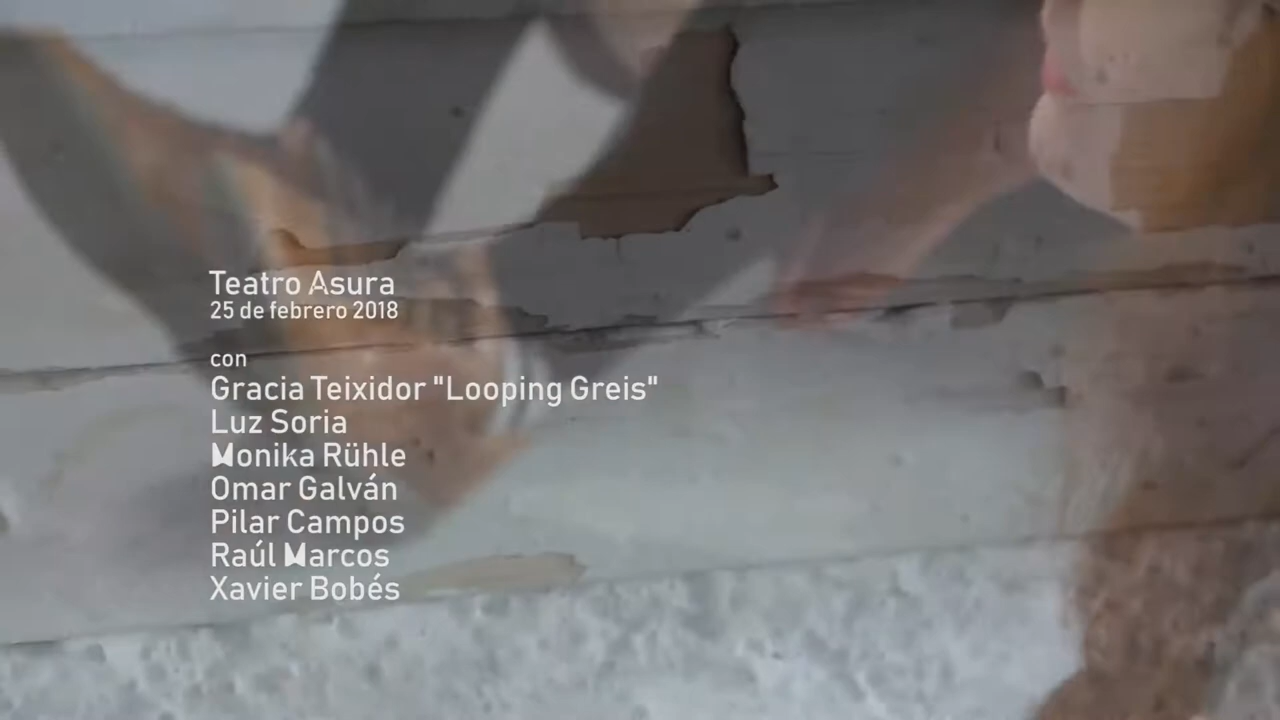 Teatro Asura
25 de febrero 2018
con
Gracia Teixidor "Looping Greis"
Luz Soria
Monika Rühle
Omar Galván
Pilar Campos
Raúl Marcos
Xavier Bobés